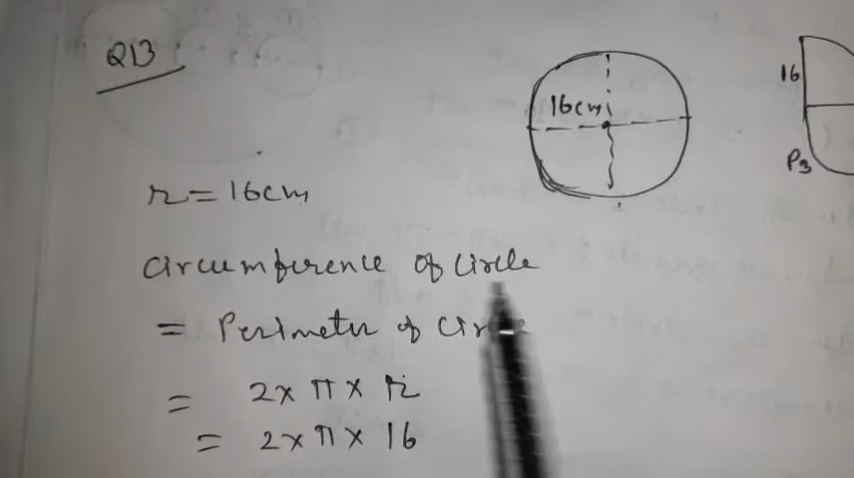 Q13
16cm
16
P3
r = 16cm
Circumference of Circle
= Perimeter of Circle
= 2 × π × r
= 2 × π × 16